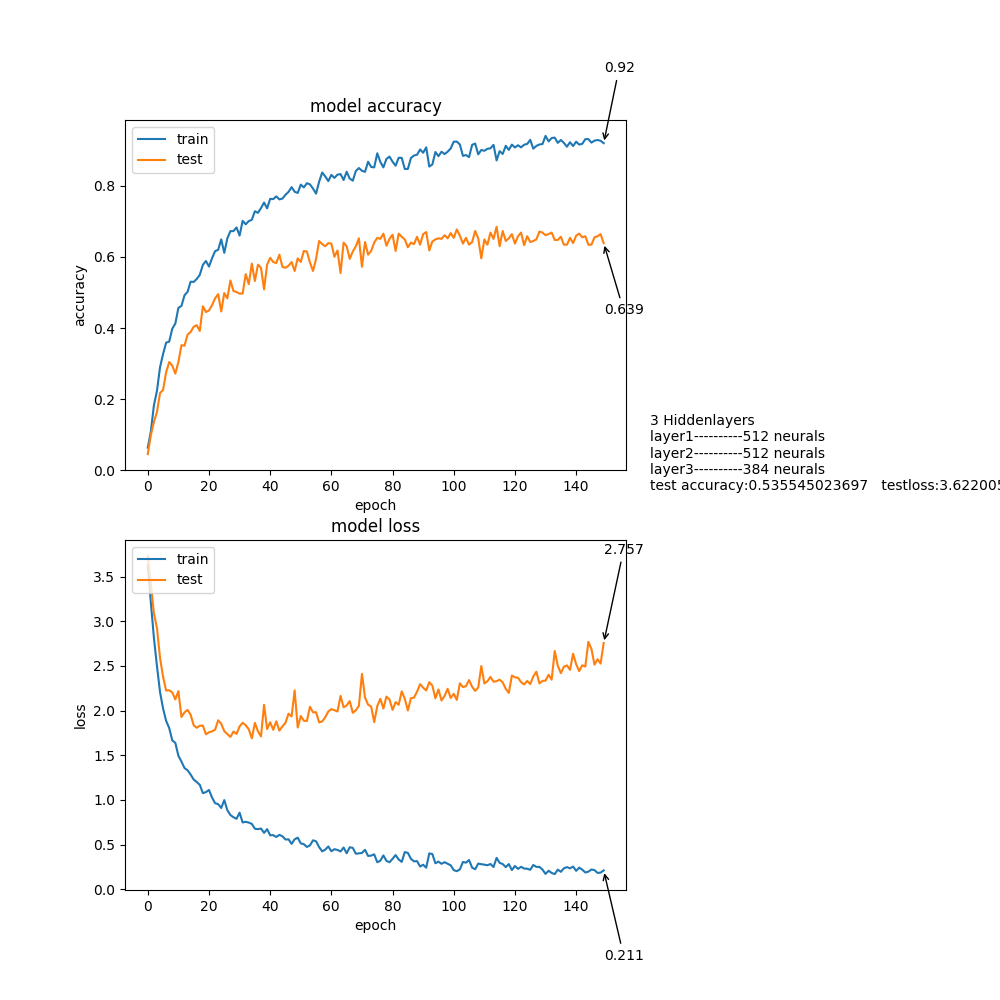 0.92
model accuracy
train
test
0.8
0.6
0.4
0.2
0.0
accuracy
0
20
40
60
80
100
120
140
epoch
0.639
3 Hiddenlayers
layer1----------512 neurals
layer2----------512 neurals
layer3----------384 neurals
test accuracy:0.535545023697   testloss:3.622005
model loss
train
test
2.757
3.5
3.0
2.5
2.0
1.5
1.0
0.5
0.0
loss
0
20
40
60
80
100
120
140
epoch
0.211